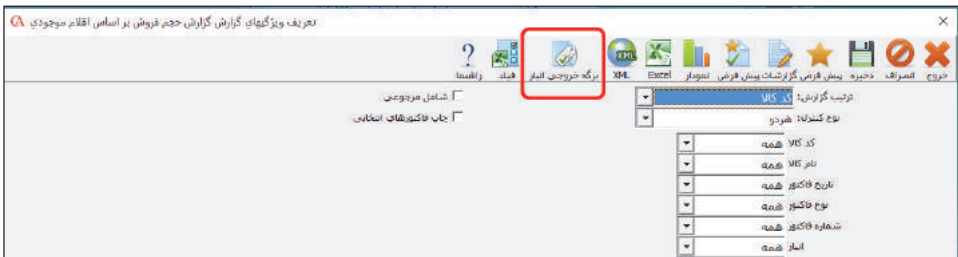 تعریف ویژگیهای گزارش گزارش حجم فروش بر اساس اقلام موجودی
خروج انصراف ذخیره پیش فرض گزارشات پیش فرض نمودار Excel XML برگه خروجی انبار فیلد راهنما
ترتیب گزارش: کد کالا
شامل مرجوعی
نوع کنترل: هردو
چاپ فاکتورهای انتخابی
کد کالا همه
نام کالا همه
تاریخ فاکتور همه
نوع فاکتور همه
شماره فاکتور همه
انبار همه